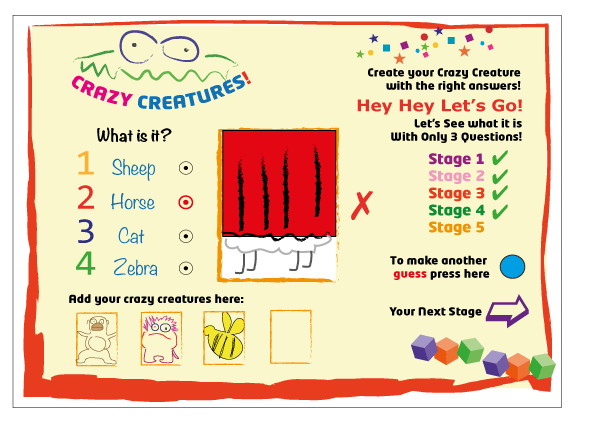 CRAZY CREATURES!
Create your Crazy Creature
with the right answers!
Hey Hey Let's Go!
Let's See what it is
With Only 3 Questions!
What is it?
1 Sheep
2 Horse
3 Cat
4 Zebra
Stage 1
Stage 2
Stage 3
Stage 4
Stage 5
To make another
guess press here
Your Next Stage
Add your crazy creatures here: